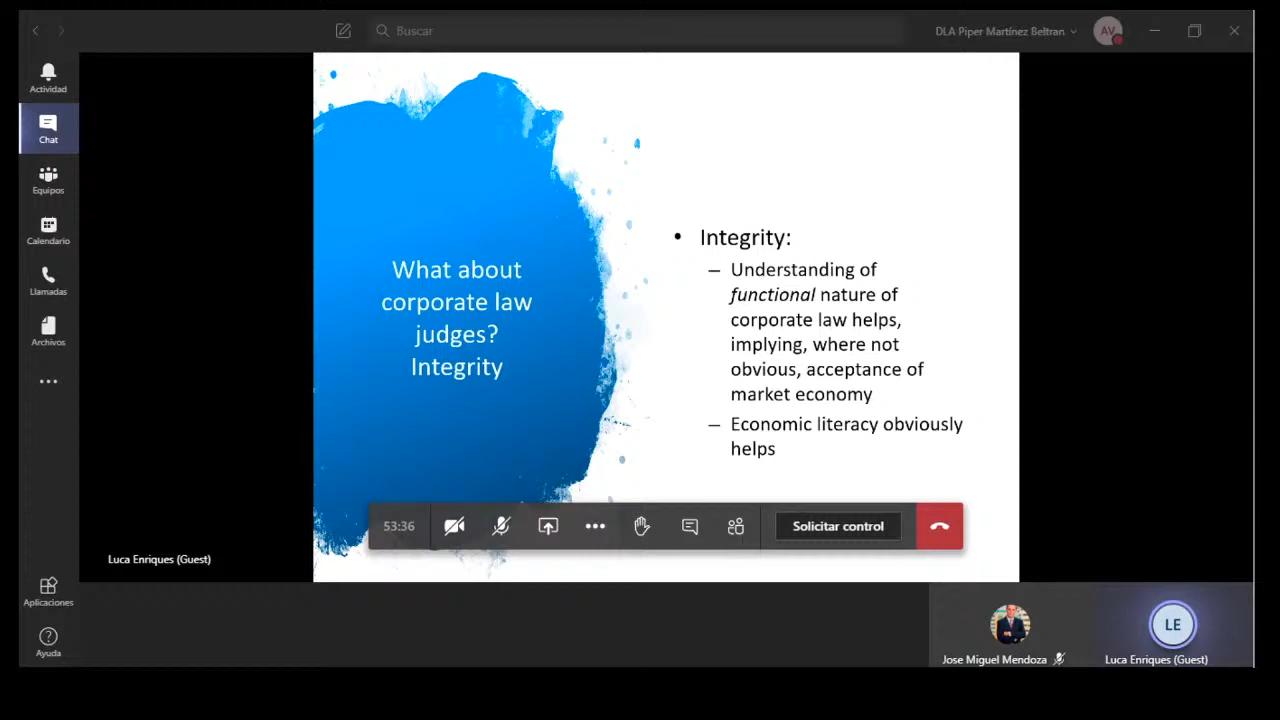 Buscar
DLA Piper Martínez Beltran
AV
Actividad
Chat
Equipos
Calendario
Llamadas
Archivos
Aplicaciones
Ayuda
What about
corporate law
judges?
Integrity
• Integrity:
– Understanding of
functional nature of
corporate law helps,
implying, where not
obvious, acceptance of
market economy
– Economic literacy obviously
helps
53:36
Solicitar control
Luca Enriques (Guest)
LE
Jose Miguel Mendoza
Luca Enriques (Guest)